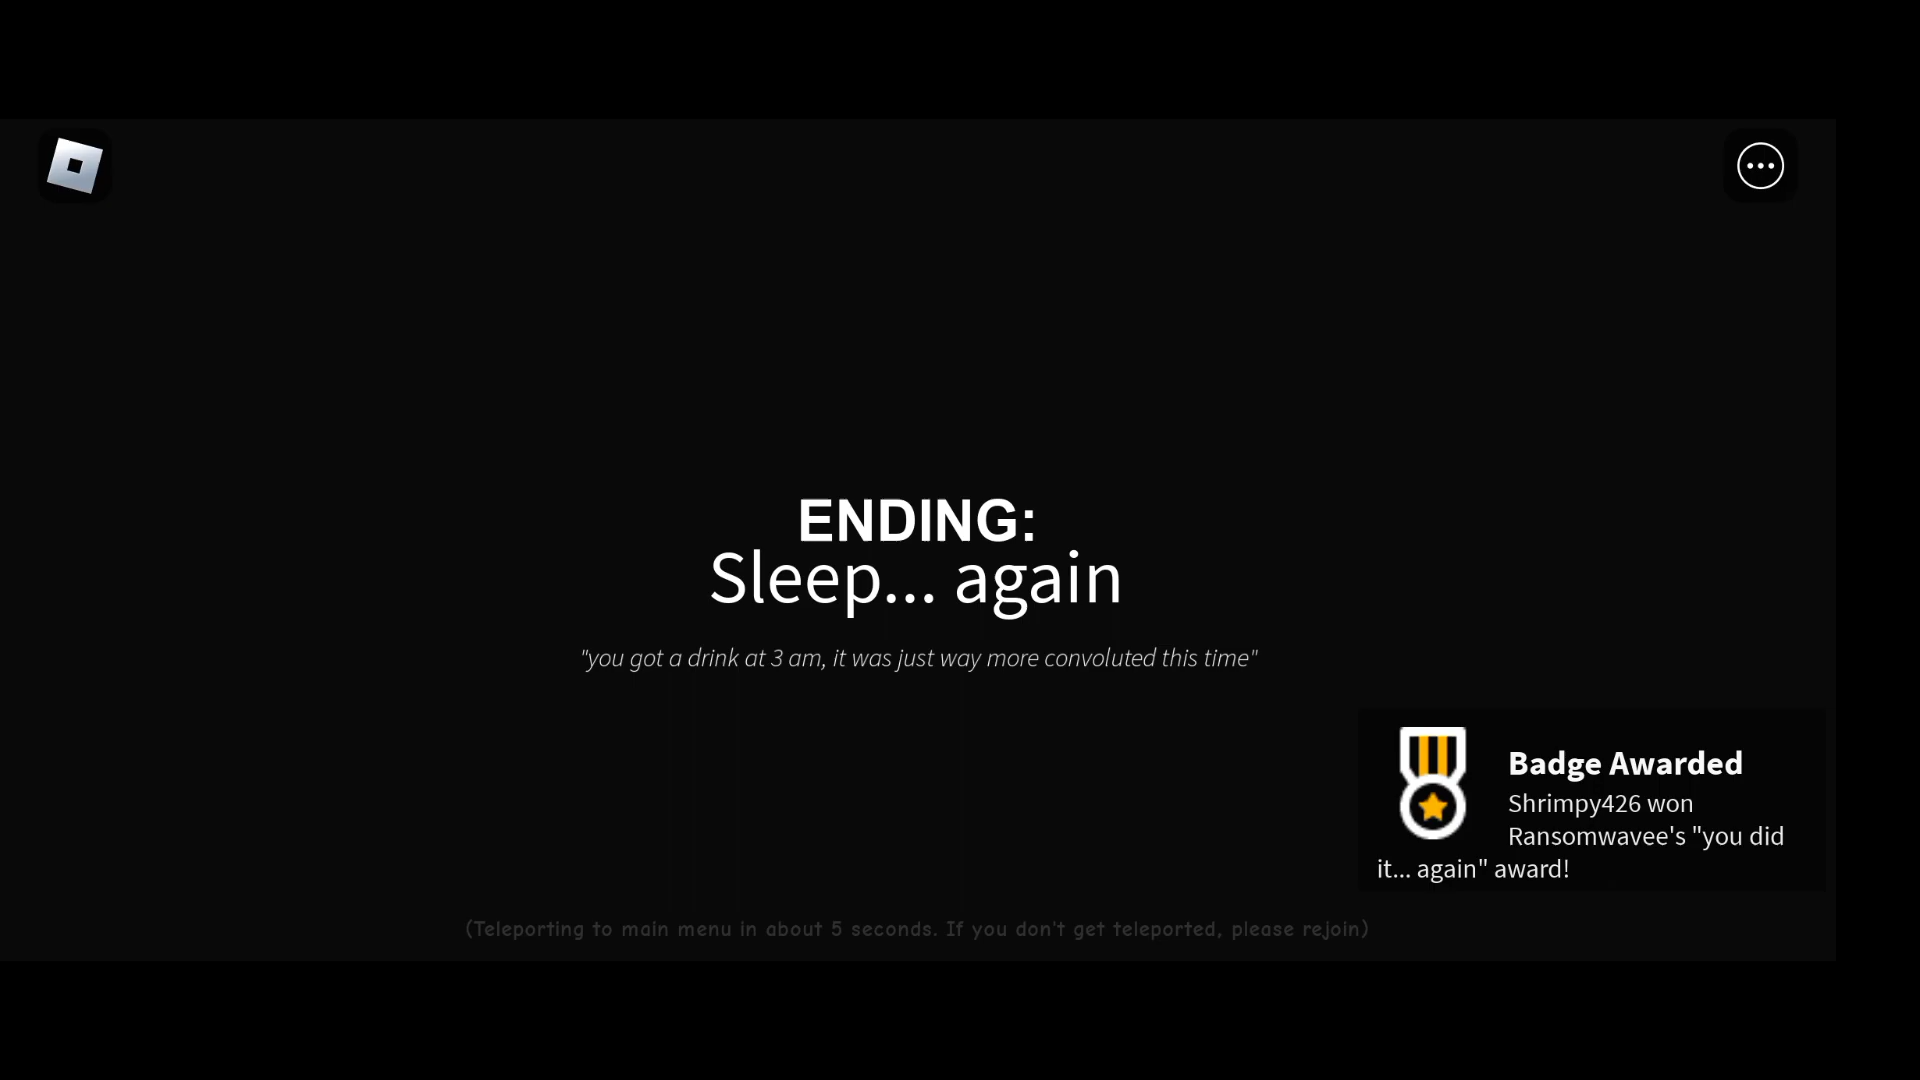 ENDING:
Sleep... again
"you got a drink at 3 am, it was just way more convoluted this time"
Badge Awarded
Shrimpy426 won
Ransomwavee's "you did
it... again" award!
(Teleporting to main menu in about 5 seconds. If you don't get teleported, please rejoin)